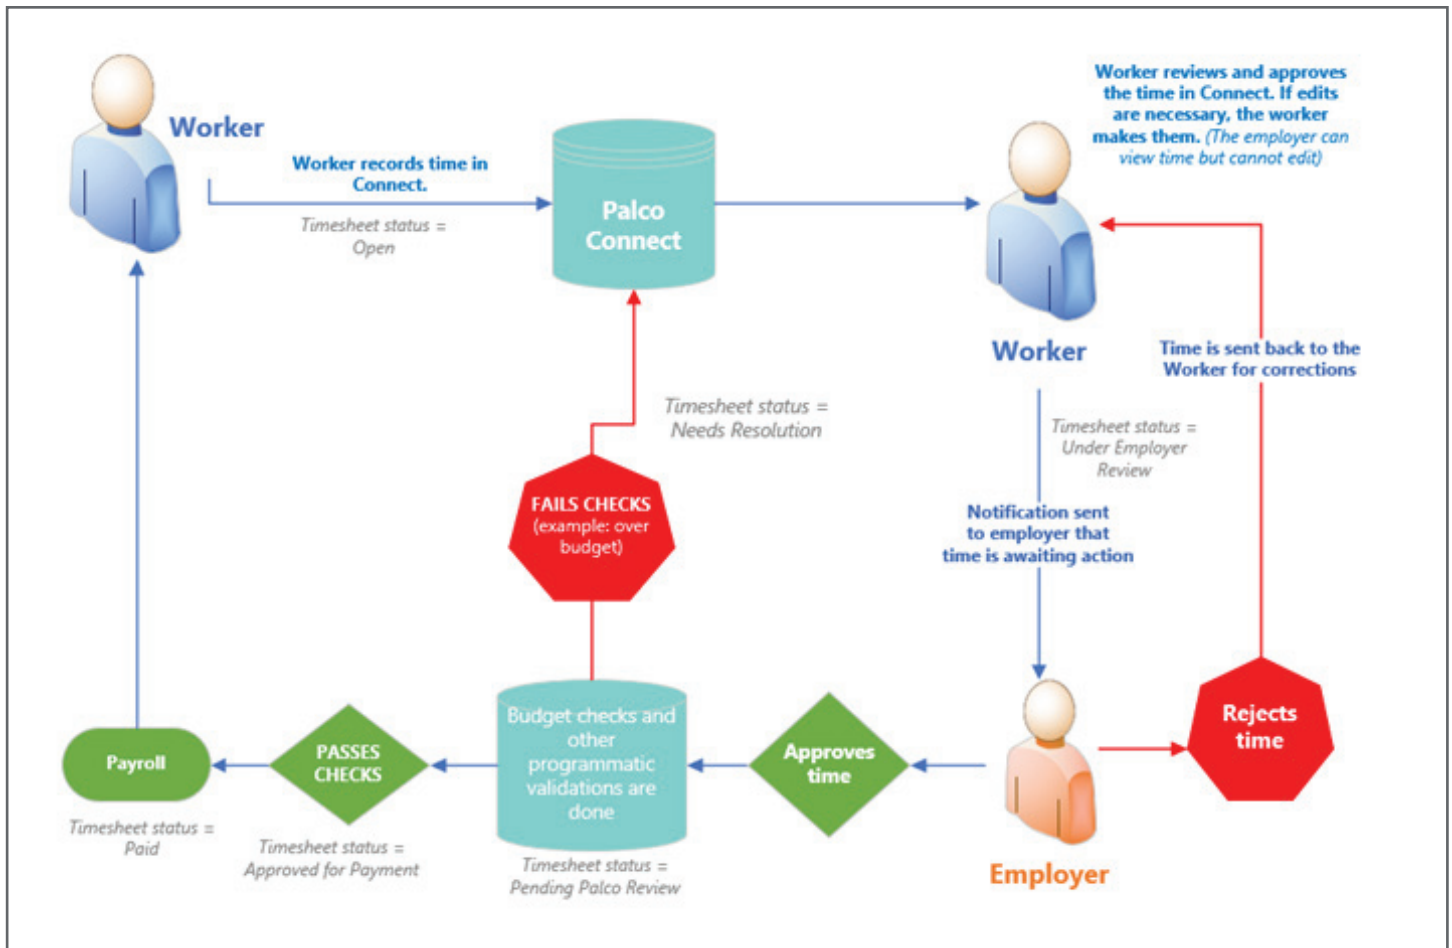 Worker
Worker records time in
Connect.
Timesheet status =
Open
Palco
Connect
Worker reviews and approves
the time in Connect. If edits
are necessary, the worker
makes them. (The employer can
view time but cannot edit)
Worker
Time is sent back to the
Worker for corrections
Timesheet status =
Needs Resolution
Timesheet status =
Under Employer
Review
FAILS CHECKS
(example: over
budget)
Notification sent
to employer that
time is awaiting action
Payroll
Timesheet status =
Paid
PASSES
CHECKS
Timesheet status =
Approved for Payment
Budget checks and
other
programmatic
validations are
done
Timesheet status =
Pending Palco Review
Approves
time
Employer
Rejects
time